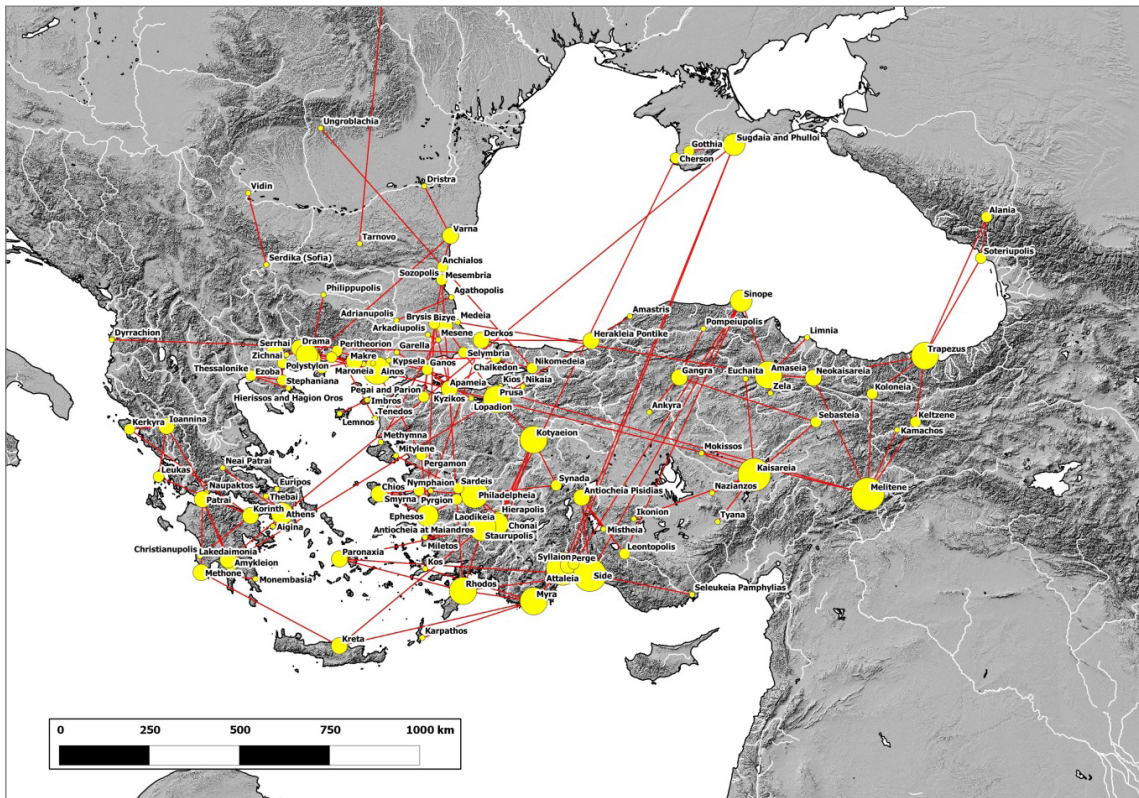 Ungroblachia
Sugdaia and Phulloi
Gotthia
Cherson
Vidin
Dristra
Alania
Varna
Tarnovo
Soteriupolis
Serdika (Sofia)
Anchialos
Sozopolis
Mesembria
Philippupolis
Agathopolis
Sinope
Amastris
Adrianupolis
Brysis
Bizye
Medeia
Pompeiupolis
Limnia
Dyrrachion
Arkadiupolis
Mesene
Derkos
Herakleia Pontike
Serrhai
Drama
Peritheorion
Garella
Selymbria
Trapezus
Zichnai
Makre
Chalkedon
Nikomedeia
Thessalonike
Polystylon
Maroneia
Kypsela
Ganos
Gangra
Euchaita
Amaseia
Neokaisareia
Ezoba
Ainos
Kios
Nikaia
Stephaniana
Apameia
Zela
Koloneia
Hierissos and Hagion Oros
Pegai and Parion
Prusa
Imbros
Kyzikos
Lopadion
Ankyra
Lemnos
Tenedos
Kerkyra
Ioannina
Sebasteia
Keltzene
Kamachos
Methymna
Kotyaeion
Mokissos
Neai Patrai
Mitylene
Pergamon
Kaisareia
Leukas
Nymphaion
Sardeis
Synada
Nazianzos
Melitene
Naupaktos
Euripos
Chios
Philadelpheia
Antiocheia Pisidias
Patrai
Thebai
Smyrna
Pyrgion
Hierapolis
Korinth
Athens
Ephesos
Laodikeia
Ikonion
Tyana
Aigina
Antiocheia at Maiandros
Chonai
Mistheia
Staurupolis
Miletos
Christianupolis
Lakedaimonia
Paronaxia
Leontopolis
Amykleion
Kos
Syllaion
Perge
Methone
Monembasia
Attaleia
Side
Rhodos
Myra
Seleukeia Pamphylias
Kreta
Karpathos
0 250 500 750 1000 km